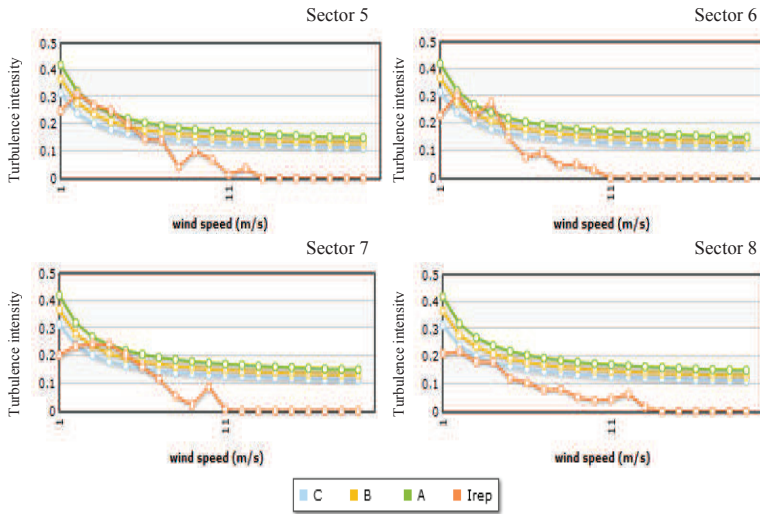 Sector 5
Turbulence intensity
0.5
0.4
0.3
0.2
0.1
0
1
11
wind speed (m/s)
Sector 6
Turbulence intensity
0.5
0.4
0.3
0.2
0.1
0
1
11
wind speed (m/s)
Sector 7
Turbulence intensity
0.5
0.4
0.3
0.2
0.1
0
1
11
wind speed (m/s)
Sector 8
Turbulence intensity
0.5
0.4
0.3
0.2
0.1
0
1
11
wind speed (m/s)
C B A Irep